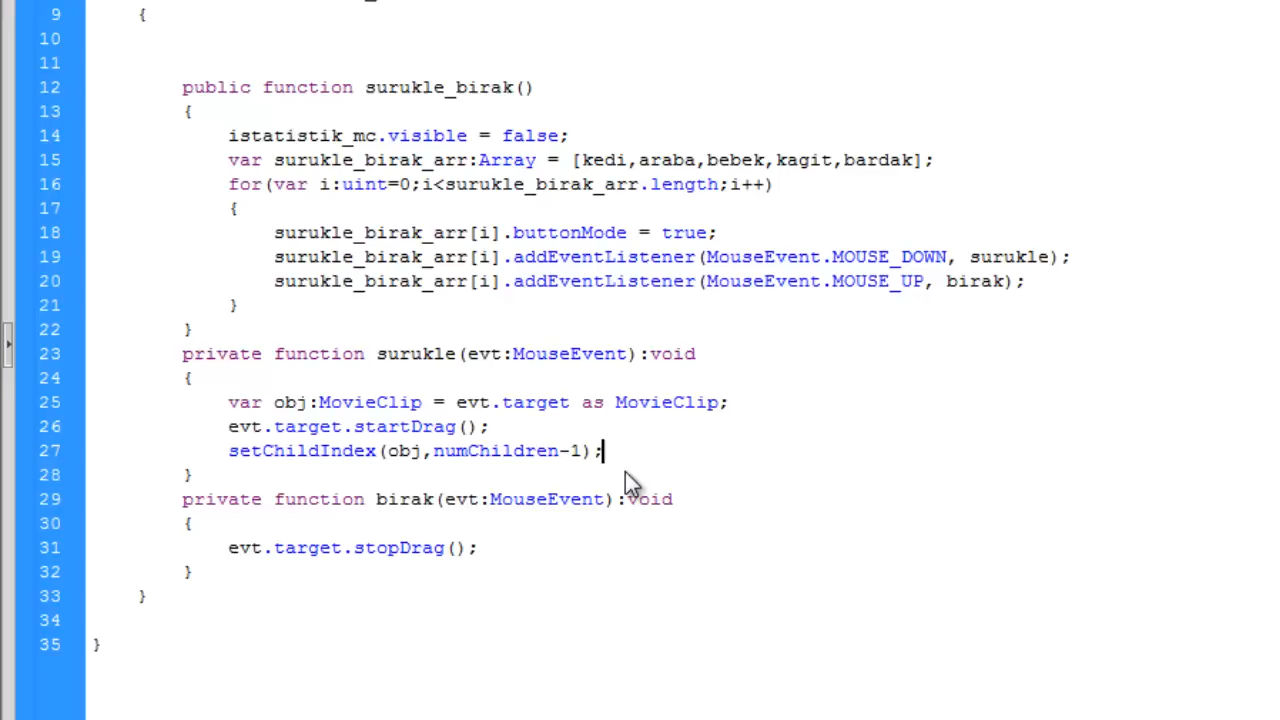 9 {
10
11
12 public function surukle_birak()
13 {
14 istatistik_mc.visible = false;
15 var surukle_birak_arr:Array = [kedi,araba,bebek,kagit,bardak];
16 for(var i:uint=0;i<surukle_birak_arr.length;i++)
17 {
18 surukle_birak_arr[i].buttonMode = true;
19 surukle_birak_arr[i].addEventListener(MouseEvent.MOUSE_DOWN, surukle);
20 surukle_birak_arr[i].addEventListener(MouseEvent.MOUSE_UP, birak);
21 }
22 }
23 private function surukle(evt:MouseEvent):void
24 {
25 var obj:MovieClip = evt.target as MovieClip;
26 evt.target.startDrag();
27 setChildIndex(obj,numChildren-1);
28 }
29 private function birak(evt:MouseEvent):void
30 {
31 evt.target.stopDrag();
32 }
33 }
34
35 }